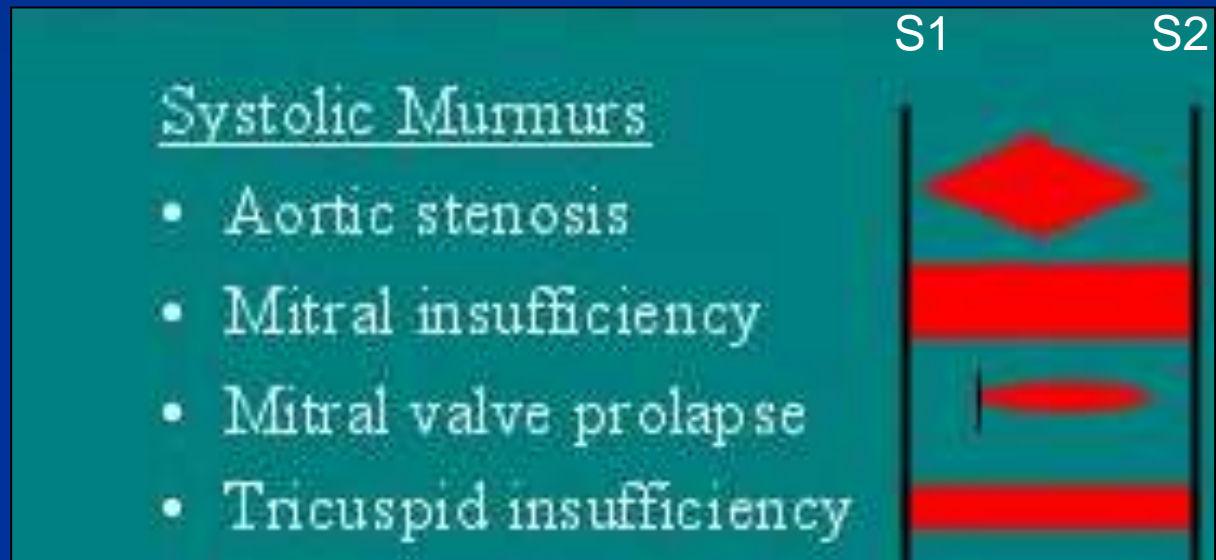 S1 S2
Systolic Murmurs
• Aortic stenosis
• Mitral insufficiency
• Mitral valve prolapse
• Tricuspid insufficiency